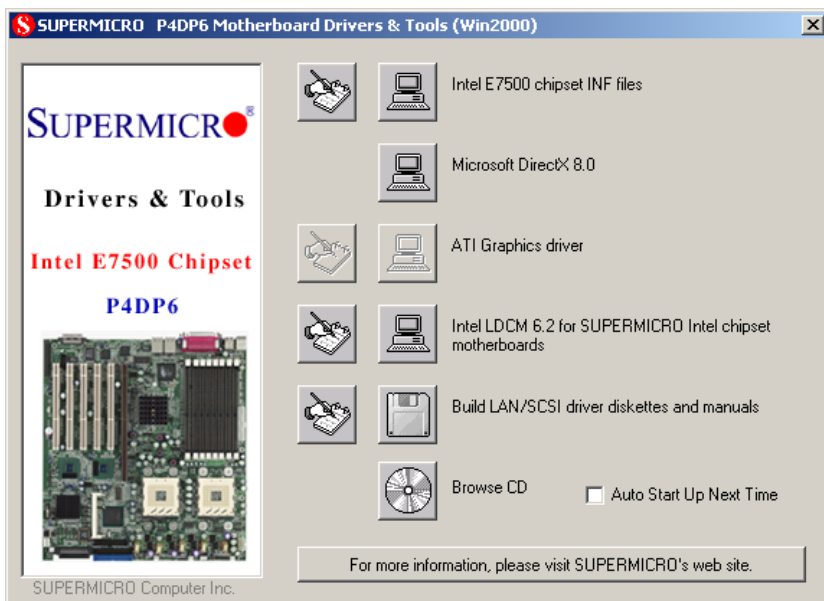 SUPERMICRO P4DP6 Motherboard Drivers & Tools (Win2000)
SUPERMICRO®
Drivers & Tools
Intel E7500 Chipset
P4DP6
SUPERMICRO Computer Inc.
Intel E7500 chipset INF files
Microsoft DirectX 8.0
ATI Graphics driver
Intel LDCM 6.2 for SUPERMICRO Intel chipset
motherboards
Build LAN/SCSI driver diskettes and manuals
Browse CD
Auto Start Up Next Time
For more information, please visit SUPERMICRO's web site.